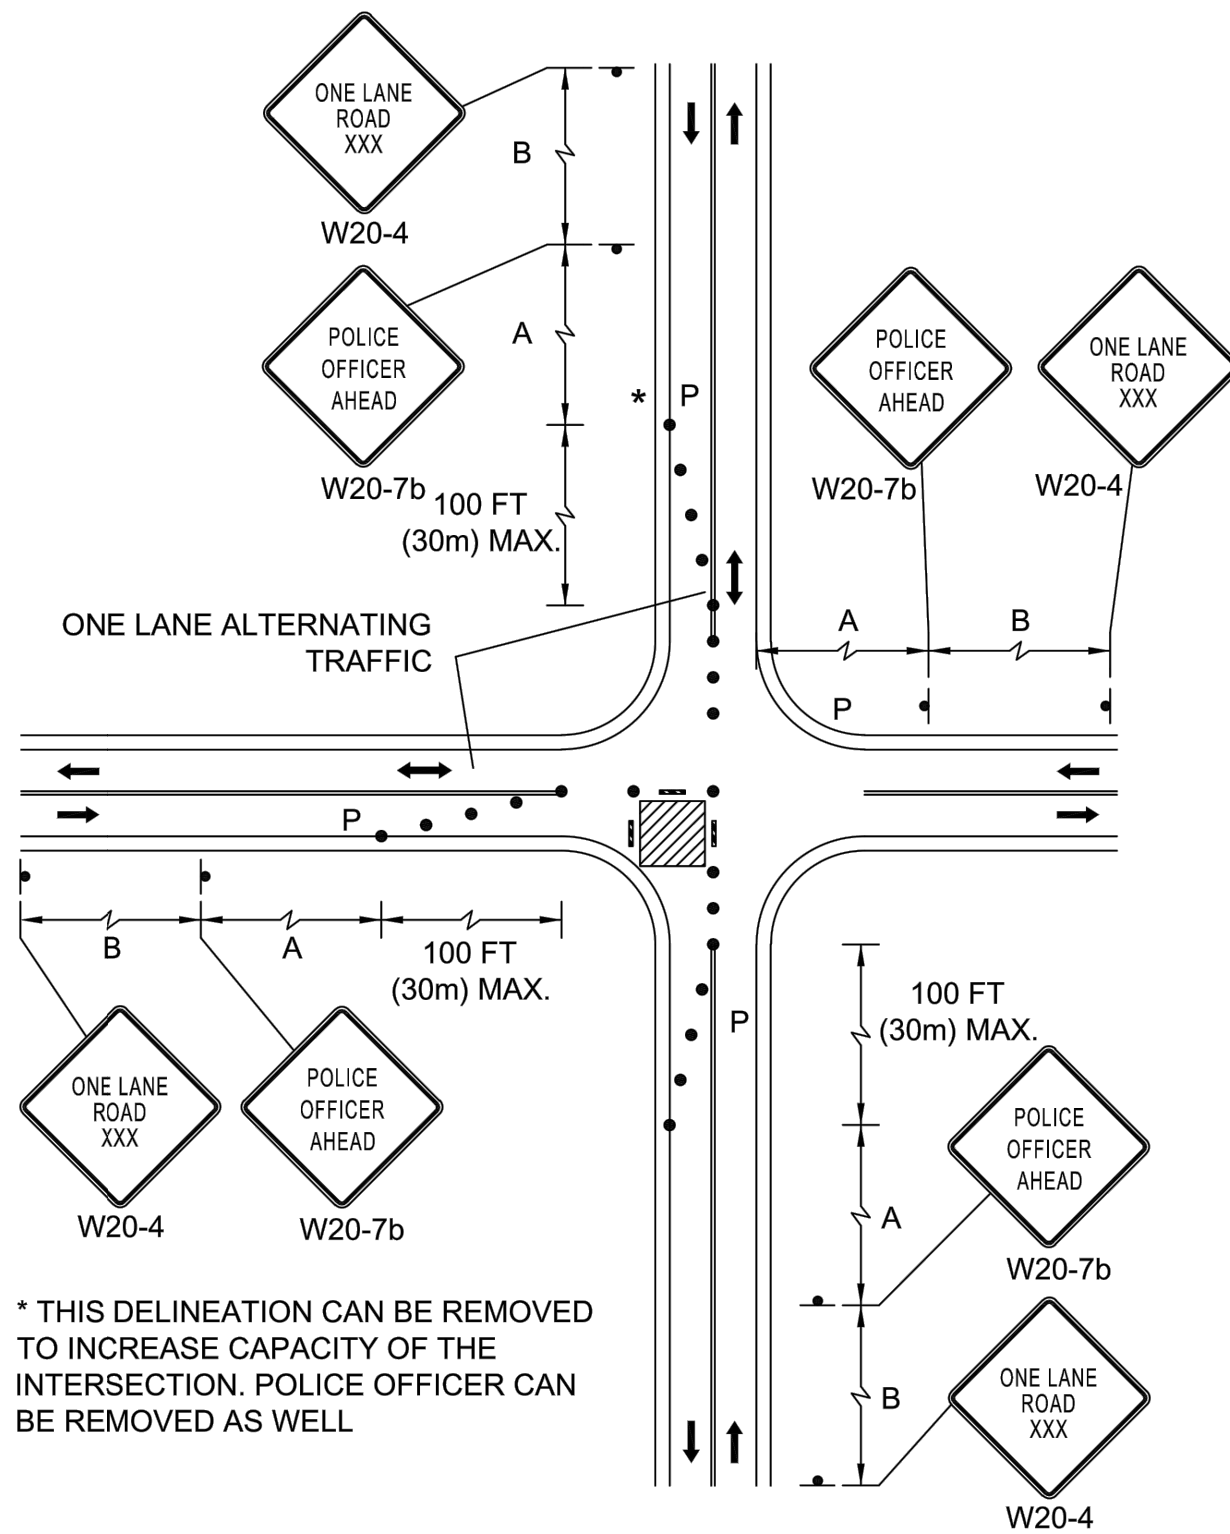 ONE LANE
ROAD
XXX
W20-4
B
POLICE
OFFICER
AHEAD
W20-7b
A
* P
100 FT
(30m) MAX.
POLICE
OFFICER
AHEAD
W20-7b
ONE LANE
ROAD
XXX
W20-4
ONE LANE ALTERNATING
TRAFFIC
A
B
P
P
B
A
100 FT
(30m) MAX.
ONE LANE
ROAD
XXX
W20-4
POLICE
OFFICER
AHEAD
W20-7b
P
100 FT
(30m) MAX.
POLICE
OFFICER
AHEAD
W20-7b
A
ONE LANE
ROAD
XXX
W20-4
B
* THIS DELINEATION CAN BE REMOVED
TO INCREASE CAPACITY OF THE
INTERSECTION. POLICE OFFICER CAN
BE REMOVED AS WELL